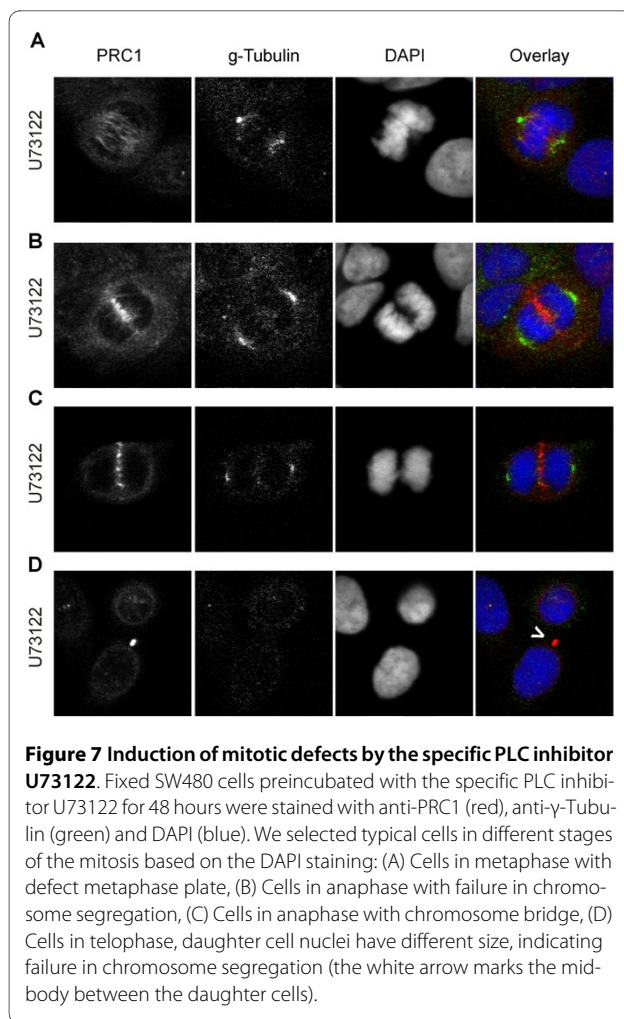 A
PRC1 g-Tubulin DAPI Overlay
U73122
B
U73122
C
U73122
D
U73122
>
Figure 7 Induction of mitotic defects by the specific PLC inhibitor
U73122. Fixed SW480 cells preincubated with the specific PLC inhibi-
tor U73122 for 48 hours were stained with anti-PRC1 (red), anti-γ-Tubu-
lin (green) and DAPI (blue). We selected typical cells in different stages
of the mitosis based on the DAPI staining: (A) Cells in metaphase with
defect metaphase plate, (B) Cells in anaphase with failure in chromo-
some segregation, (C) Cells in anaphase with chromosome bridge, (D)
Cells in telophase, daughter cell nuclei have different size, indicating
failure in chromosome segregation (the white arrow marks the mid-
body between the daughter cells).